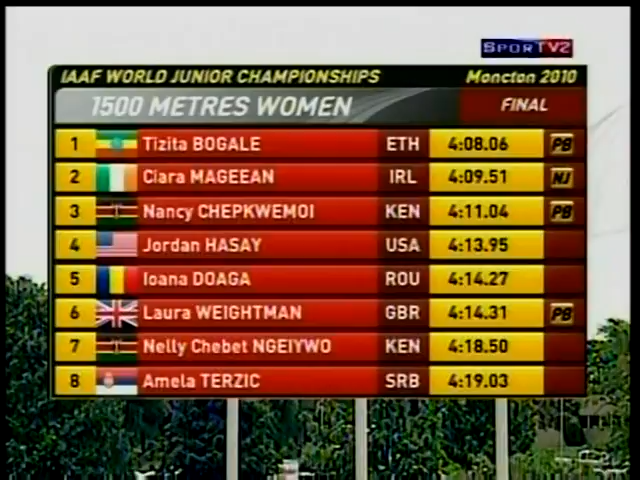 SPORTV2
IAAF WORLD JUNIOR CHAMPIONSHIPS Moncton 2010
1500 METRES WOMEN FINAL
1 Tizita BOGALE ETH 4:08.06 PB
2 Ciara MAGEEAN IRL 4:09.51 NJ
3 Nancy CHEPKWEMOI KEN 4:11.04 PB
4 Jordan HASAY USA 4:13.95
5 Ioana DOAGA ROU 4:14.27
6 Laura WEIGHTMAN GBR 4:14.31 PB
7 Nelly Chebet NGEIYWO KEN 4:18.50
8 Amela TERZIC SRB 4:19.03